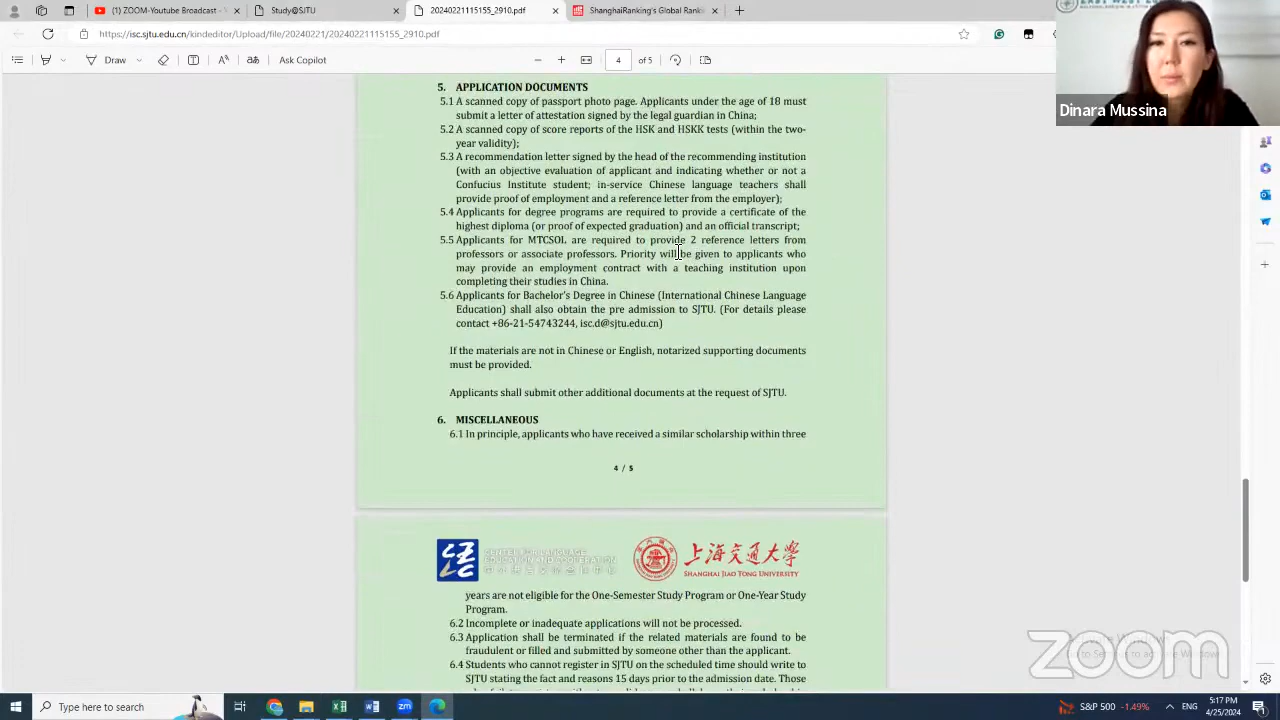 (1) ZOOM-Youtube Broadcast -
Study@SJTU
20240221115155_2910.pdf
ShanghaiRanking's Global Rankin
https://isc.sjtu.edu.cn/kindeditor/Upload/file/20240221/20240221115155_2910.pdf
Draw
Ask Copilot
4 of 5
Dinara Mussina
5. APPLICATION DOCUMENTS
5.1 A scanned copy of passport photo page. Applicants under the age of 18 must
submit a letter of attestation signed by the legal guardian in China;
5.2 A scanned copy of score reports of the HSK and HSKK tests (within the two-
year validity);
5.3 A recommendation letter signed by the head of the recommending institution
(with an objective evaluation of applicant and indicating whether or not a
Confucius Institute student; in-service Chinese language teachers shall
provide proof of employment and a reference letter from the employer);
5.4 Applicants for degree programs are required to provide a certificate of the
highest diploma (or proof of expected graduation) and an official transcript;
5.5 Applicants for MTCSOL are required to provide 2 reference letters from
professors or associate professors. Priority will be given to applicants who
may provide an employment contract with a teaching institution upon
completing their studies in China.
5.6 Applicants for Bachelor's Degree in Chinese (International Chinese Language
Education) shall also obtain the pre admission to SJTU. (For details please
contact +86-21-54743244, isc.d@sjtu.edu.cn)
If the materials are not in Chinese or English, notarized supporting documents
must be provided.
Applicants shall submit other additional documents at the request of SJTU.
6. MISCELLANEOUS
6.1 In principle, applicants who have received a similar scholarship within three
4 / 5
CENTER FOR LANGUAGE
EDUCATION AND COOPERATION
上海交通大学
SHANGHAI JIAO TONG UNIVERSITY
years are not eligible for the One-Semester Study Program or One-Year Study
Program.
6.2 Incomplete or inadequate applications will not be processed.
6.3 Application shall be terminated if the related materials are found to be
fraudulent or filled and submitted by someone other than the applicant.
6.4 Students who cannot register in SJTU on the scheduled time should write to
SJTU stating the fact and reasons 15 days prior to the admission date. Those
zoom
Type here to search
S&P 500 -1.49%
ENG
5:17 PM
4/25/2024